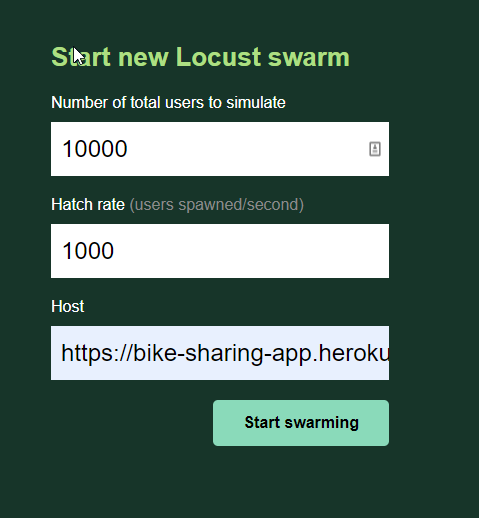 Start new Locust swarm
Number of total users to simulate
10000
Hatch rate (users spawned/second)
1000
Host
https://bike-sharing-app.heroku
Start swarming